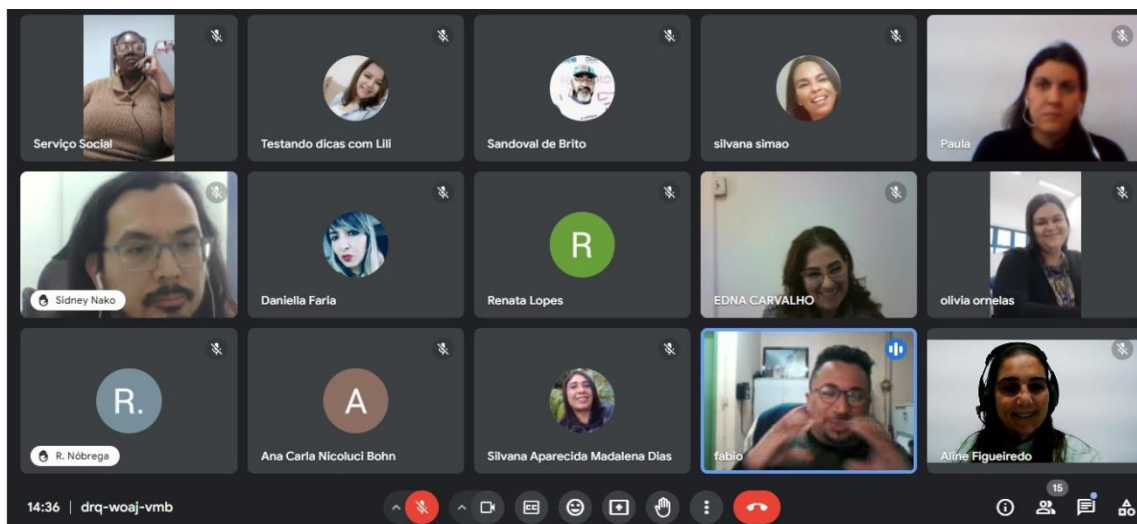 Serviço Social
Testando dicas com Lili
Sandoval de Brito
silvana simao
Paula
Sidney Nako
Daniella Faria
R
Renata Lopes
EDNA CARVALHO
olivia ornelas
R.
R. Nóbrega
A
Ana Carla Nicoluci Bohn
Silvana Aparecida Madalena Dias
fabio
Aline Figueiredo
14:36 | drq-woaj-vmb
CC
15